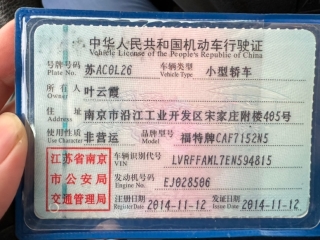 中华人民共和国机动车行驶证
Vehicle License of the People's Republic of China
号牌号码 苏AC0L26 车辆类型 小型轿车
Plate No. Vehicle Type
所有人 叶云霞
Owner
住址 南京市沿江工业开发区宋家庄附楼405号
Address
使用性质 非营运 品牌型号 福特牌CAF7152N5
Use Character Model
江苏省南京
市公安局
交通管理局
车辆识别代号 LVRFFAML7EN594815
VIN
发动机号码 EJ028506
Engine No.
注册日期 2014-11-12 发证日期 2014-11-12
Register Date Issue Date